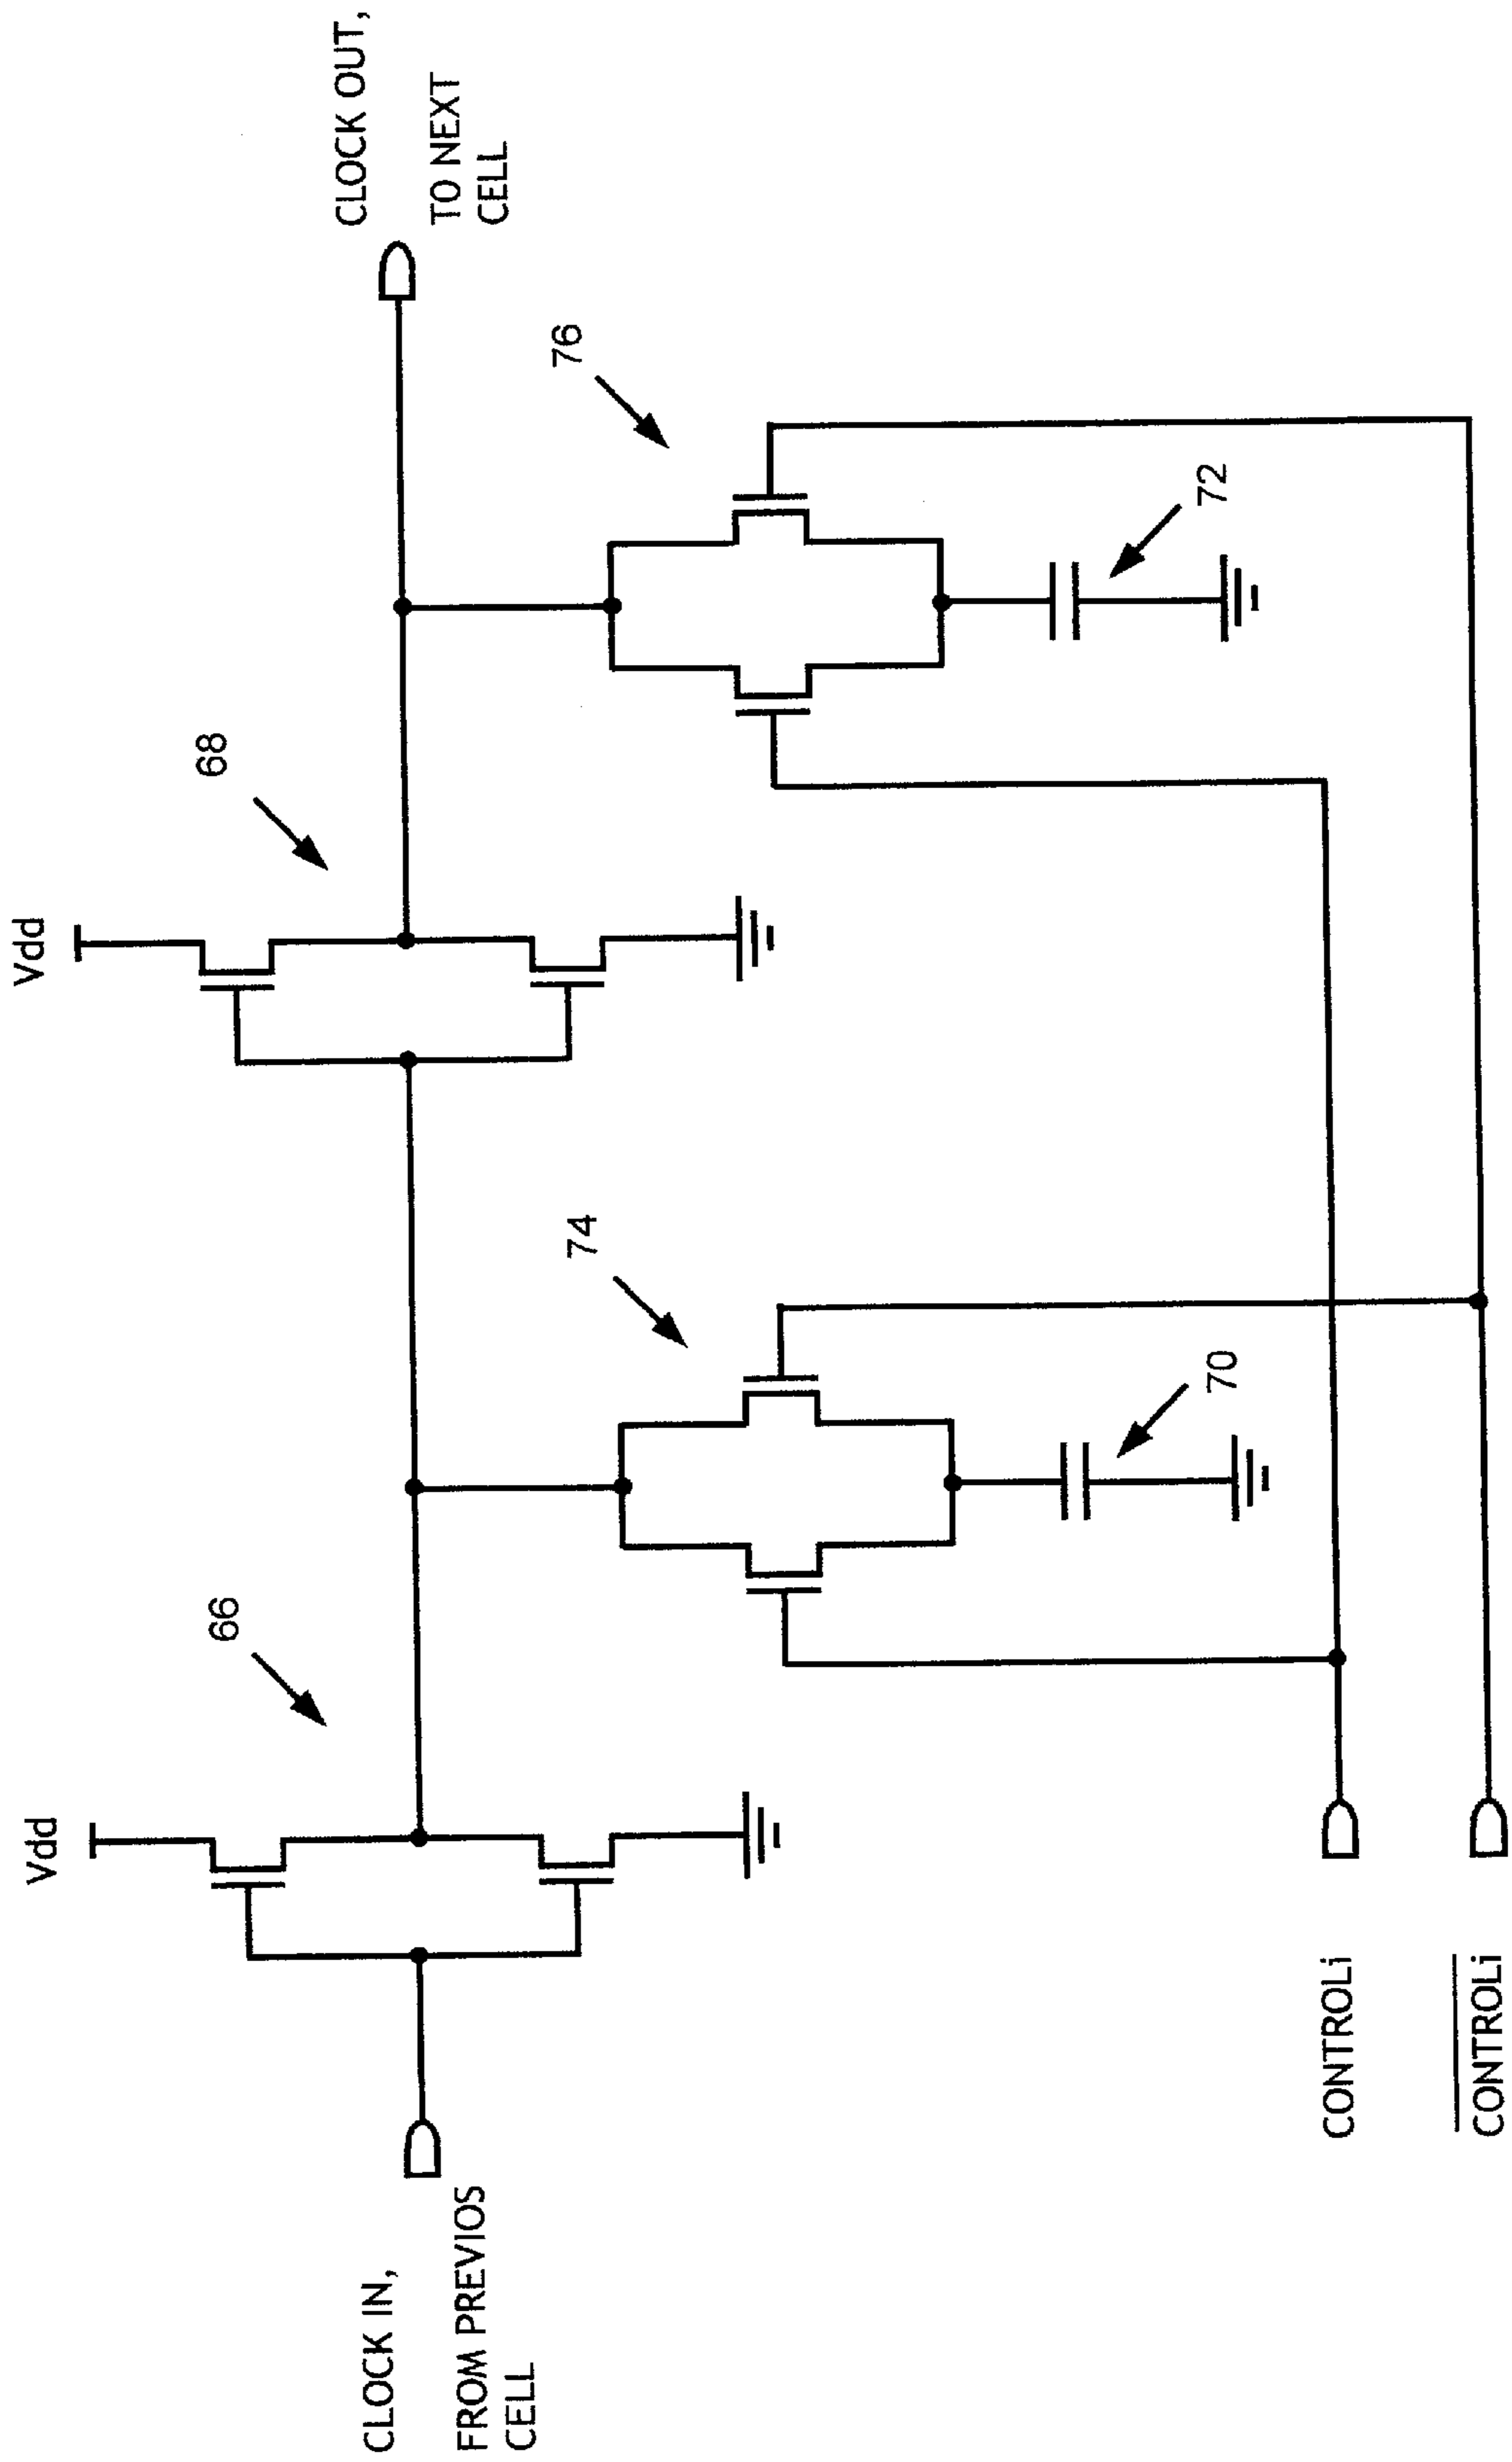 Vdd
Vdd
66
68
CLOCK IN,
FROM PREVIOS
CELL
CLOCK OUT,
TO NEXT
CELL
74
76
70
72
CONTROLi
CONTROLi